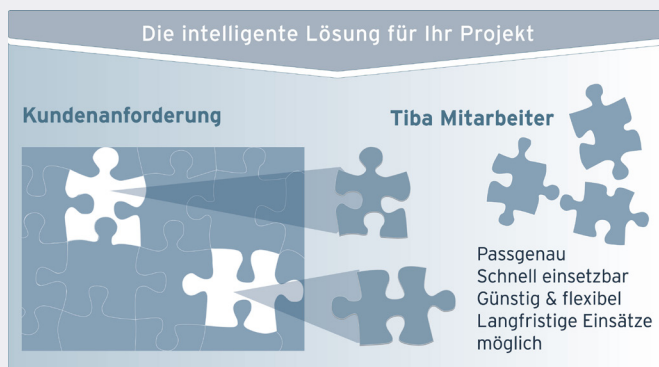 Die intelligente Lösung für Ihr Projekt
Kundenanforderung
Tiba Mitarbeiter
Passgenau
Schnell einsetzbar
Günstig & flexibel
Langfristige Einsätze
möglich